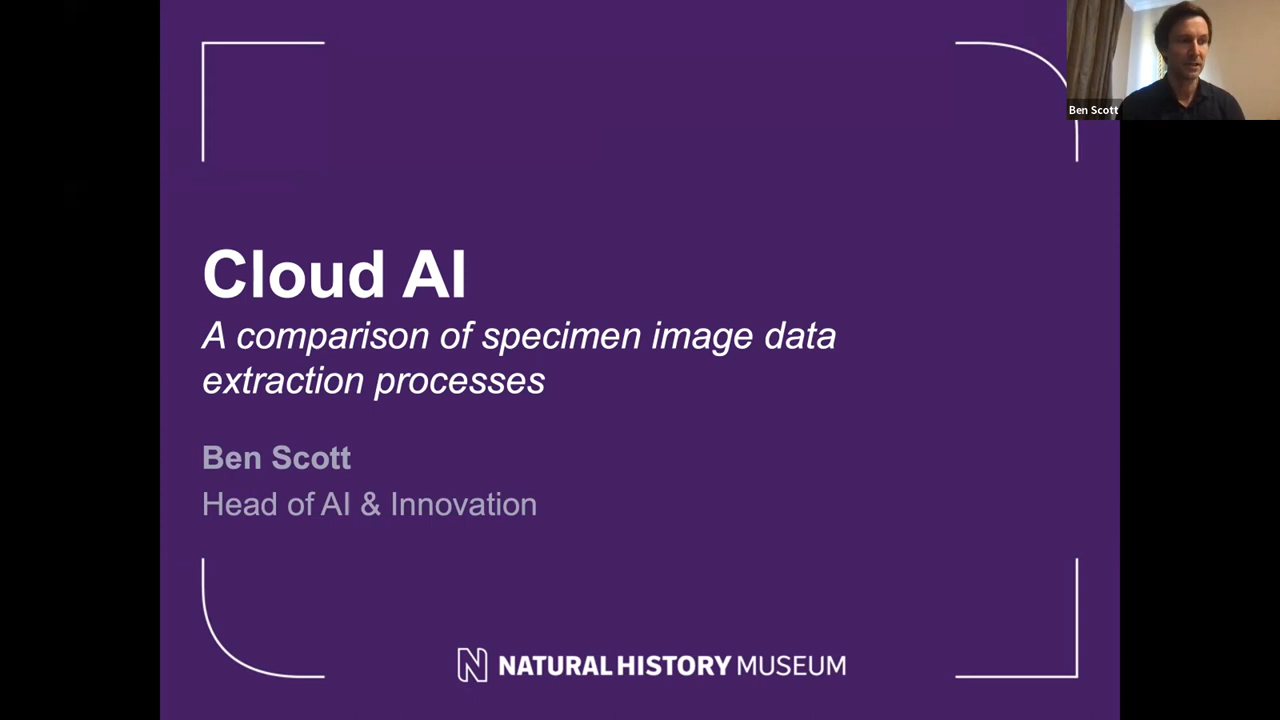 Ben Scott
Cloud AI
A comparison of specimen image data
extraction processes
Ben Scott
Head of AI & Innovation
N NATURAL HISTORY MUSEUM